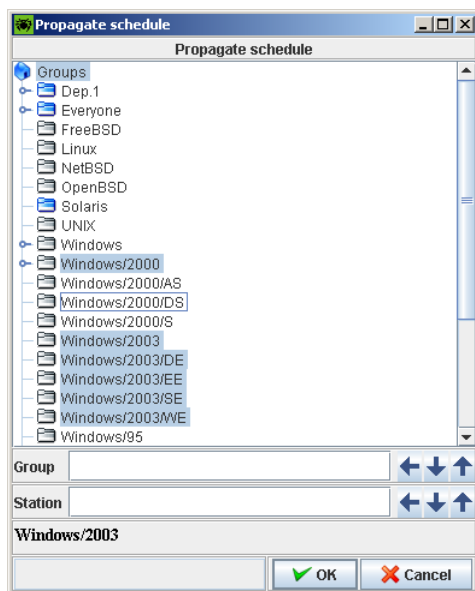 Propagate schedule
Propagate schedule
Groups
Dep.1
Everyone
FreeBSD
Linux
NetBSD
OpenBSD
Solaris
UNIX
Windows
Windows/2000
Windows/2000/AS
Windows/2000/DS
Windows/2000/S
Windows/2003
Windows/2003/DE
Windows/2003/EE
Windows/2003/SE
Windows/2003/WE
Windows/95
Group
Station
Windows/2003
OK Cancel